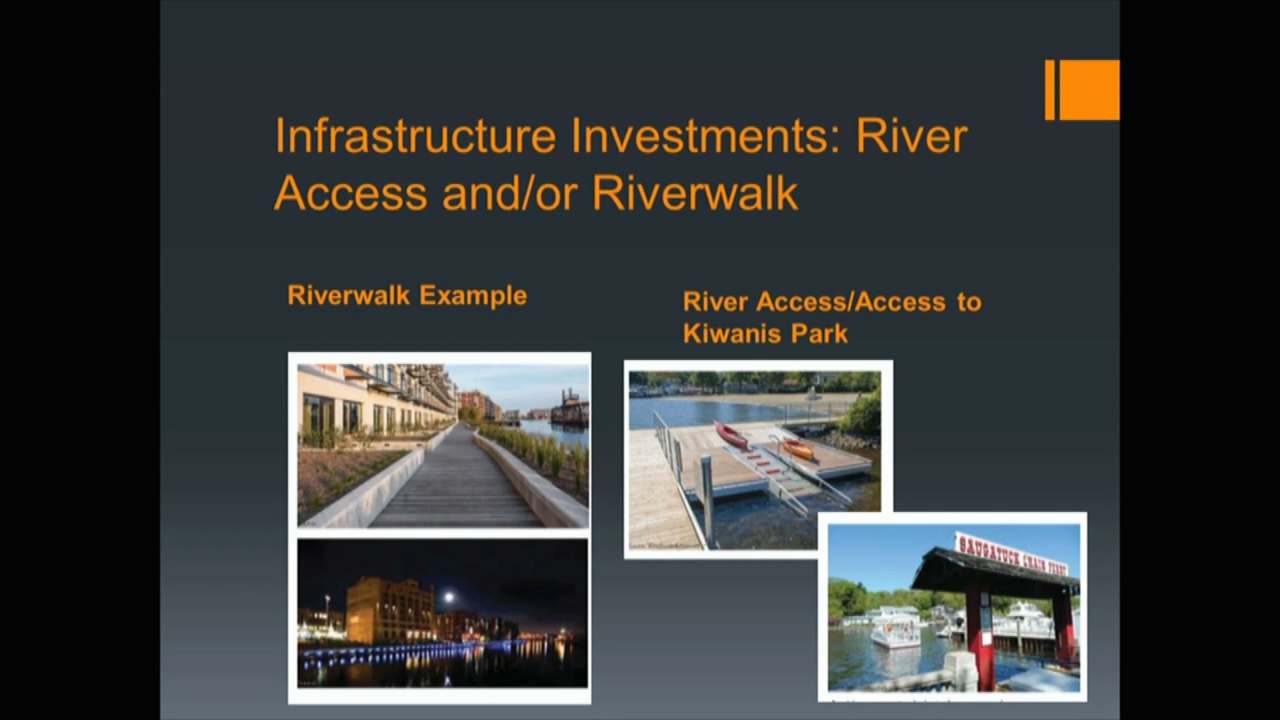 Infrastructure Investments: River
Access and/or Riverwalk
Riverwalk Example
River Access/Access to
Kiwanis Park
SAUGATUCK CHAIN FERRY